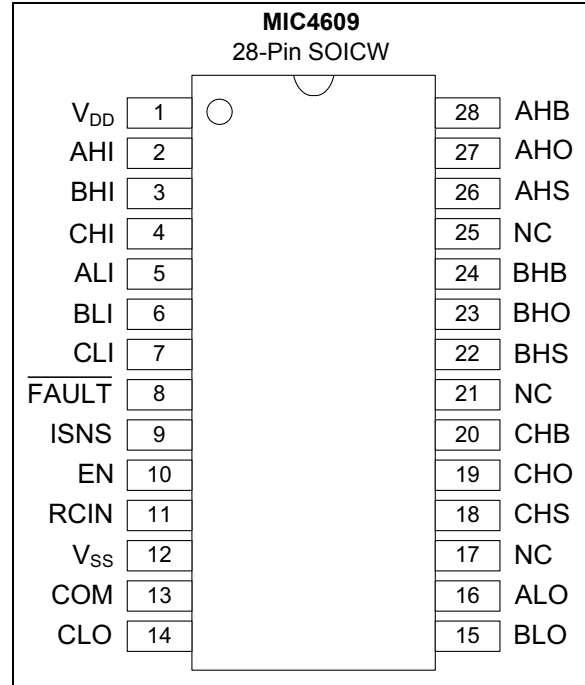 MIC4609
28-Pin SOICW
VDD 1 28 AHB
AHI 2 27 AHO
BHI 3 26 AHS
CHI 4 25 NC
ALI 5 24 BHB
BLI 6 23 BHO
CLI 7 22 BHS
FAULT 8 21 NC
ISNS 9 20 CHB
EN 10 19 CHO
RCIN 11 18 CHS
VSS 12 17 NC
COM 13 16 ALO
CLO 14 15 BLO